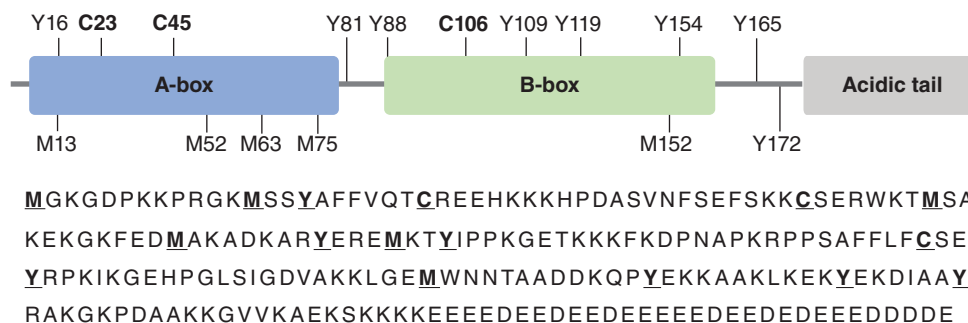 Y16 C23 C45 Y81 Y88 C106 Y109 Y119 Y154 Y165
A-box B-box Acidic tail
M13 M52 M63 M75 M152 Y172
MGKGDPKKPRGKMSSYAFFVQTCREEHKKKHPDASVNFSEFSKKCSERWKTMSA
KEKGKFEDMAKADKARYEREMKTYIPPKGETKKKFKDPNAPKRPPSAFFLFCSE
YRPKIKGEHPGLSIGDVAKKLGEMWNNTAADDKQPYEKKAAKLKEKYEKDIAAY
RAKGKPDAAKKGVVKAEKSKKKKEEEEDEEDEEDEEEEEDEEDEEDEDEEEDDDDE